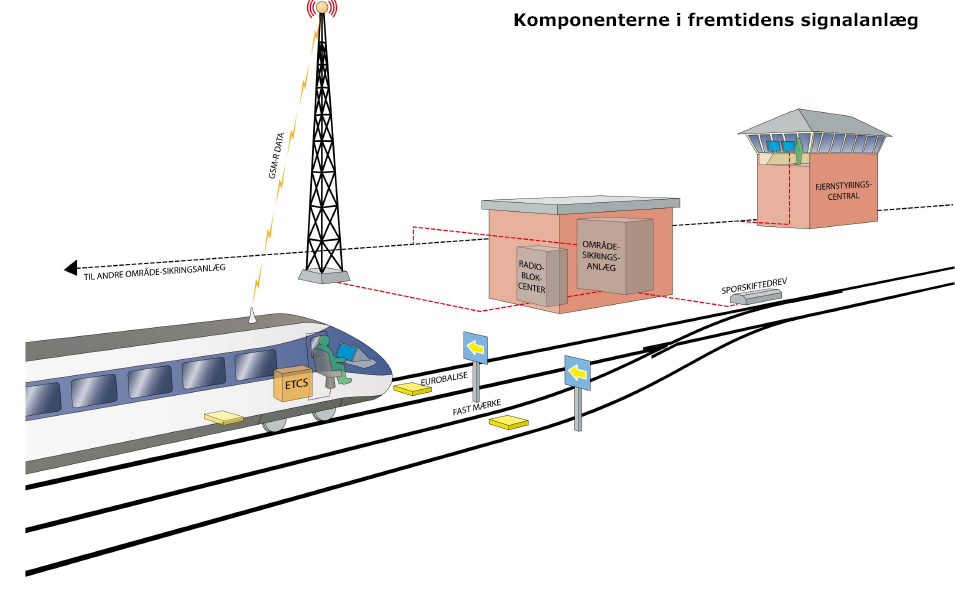 Komponenterne i fremtidens signalanlæg
GSM-R DATA
FJERNSTYRINGS-
CENTRAL
OMRÅDE-
SIKRINGS-
ANLÆG
RADIO-
BLOK-
CENTER
TIL ANDRE OMRÅDE-SIKRINGSANLÆG
SPORSKIFTEDREV
ETCS
EUROBALISE
FAST MÆRKE